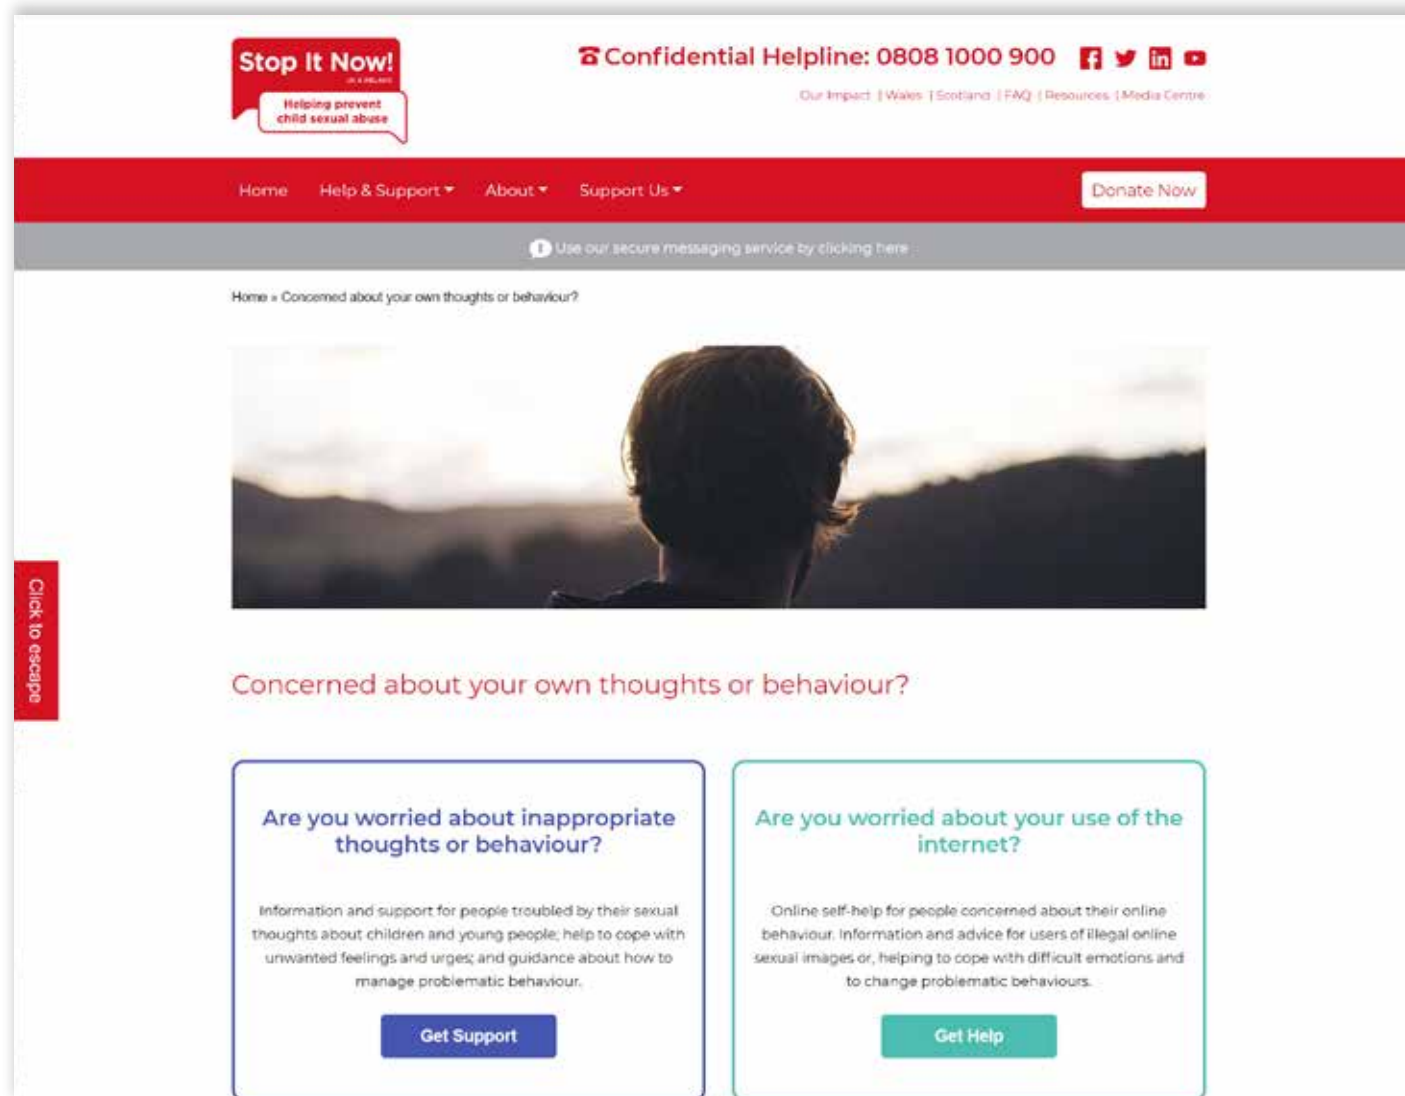 Stop It Now!
UK & IRELAND
Helping prevent
child sexual abuse
Confidential Helpline: 0808 1000 900
Our Impact | Wales | Scotland | FAQ | Resources | Media Centre
Home Help & Support About Support Us Donate Now
Use our secure messaging service by clicking here
Home » Concerned about your own thoughts or behaviour?
Click to escape
Concerned about your own thoughts or behaviour?
Are you worried about inappropriate
thoughts or behaviour?
Information and support for people troubled by their sexual
thoughts about children and young people; help to cope with
unwanted feelings and urges; and guidance about how to
manage problematic behaviour.
Get Support
Are you worried about your use of the
internet?
Online self-help for people concerned about their online
behaviour. Information and advice for users of illegal online
sexual images or, helping to cope with difficult emotions and
to change problematic behaviours.
Get Help